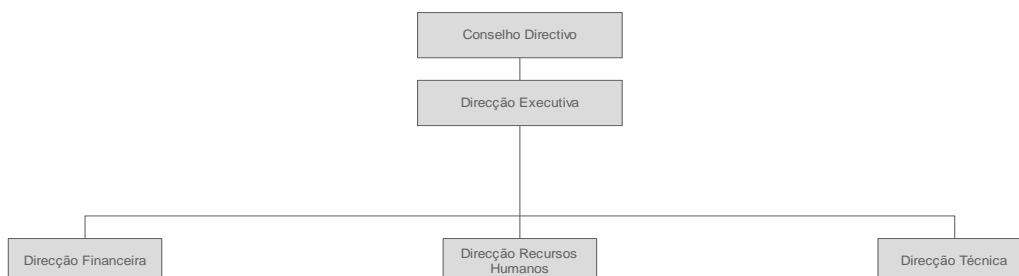 Conselho Directivo
Direcção Executiva
Direcção Financeira
Direcção Recursos
Humanos
Direcção Técnica